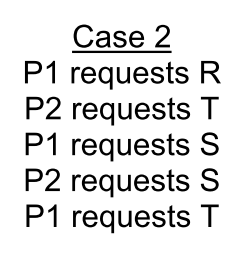 Case 2
P1 requests R
P2 requests T
P1 requests S
P2 requests S
P1 requests T